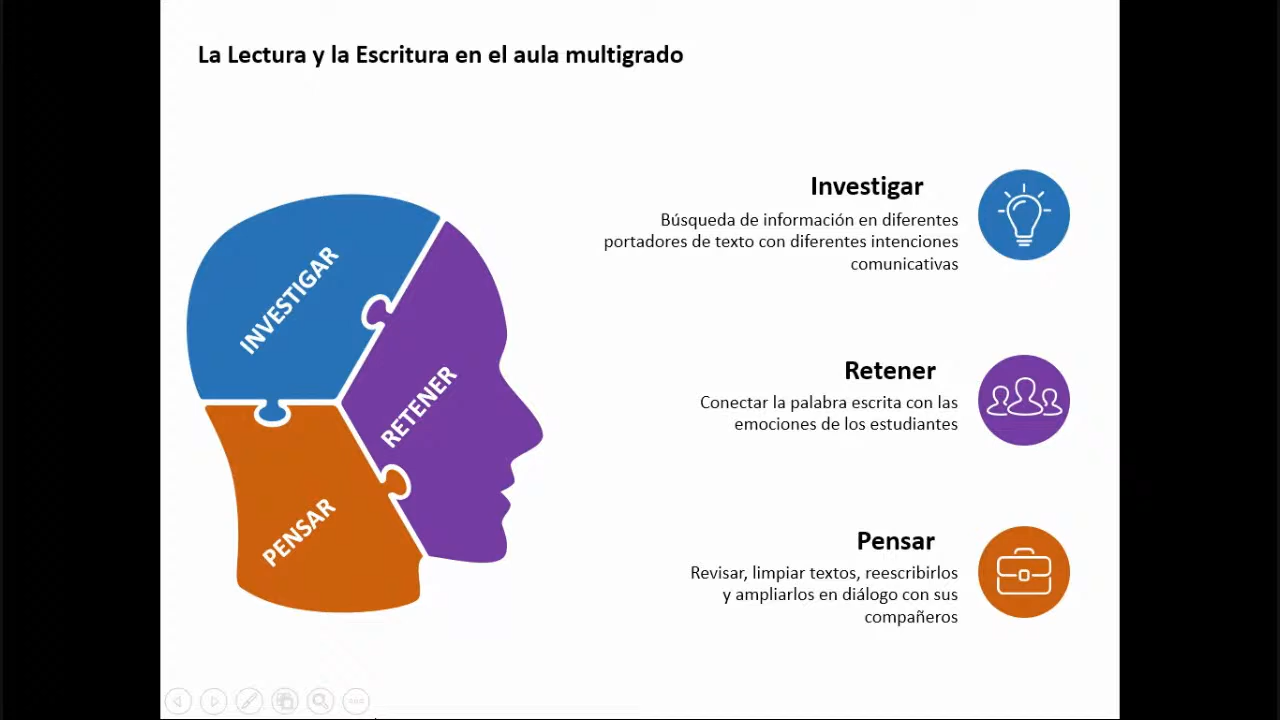 La Lectura y la Escritura en el aula multigrado
INVESTIGAR
RETENER
PENSAR
Investigar
Búsqueda de información en diferentes
portadores de texto con diferentes intenciones
comunicativas
Retener
Conectar la palabra escrita con las
emociones de los estudiantes
Pensar
Revisar, limpiar textos, reescribirlos
y ampliarlos en diálogo con sus
compañeros